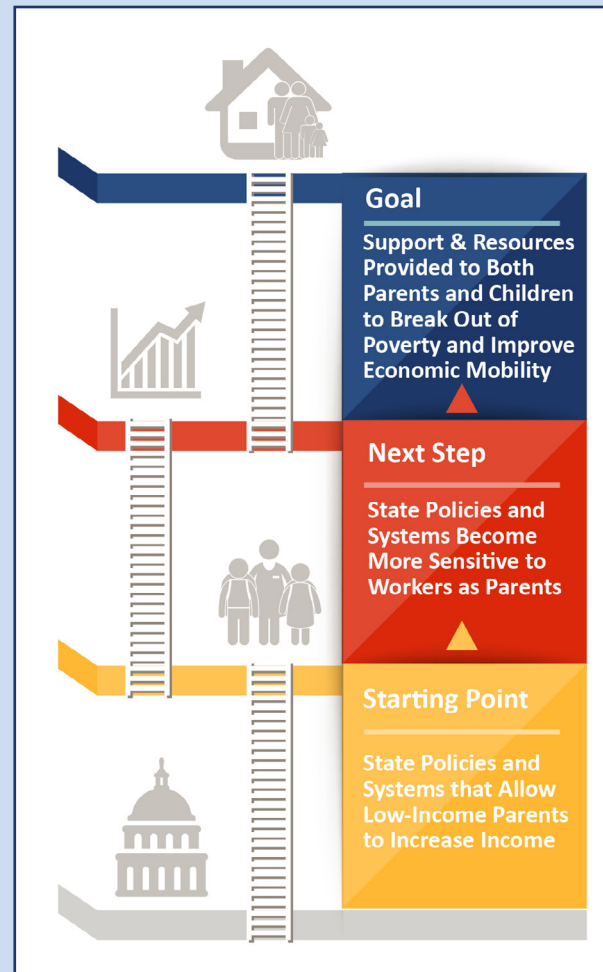 Goal
Support & Resources
Provided to Both
Parents and Children
to Break Out of
Poverty and Improve
Economic Mobility
Next Step
State Policies and
Systems Become
More Sensitive to
Workers as Parents
Starting Point
State Policies and
Systems that Allow
Low-Income Parents
to Increase Income